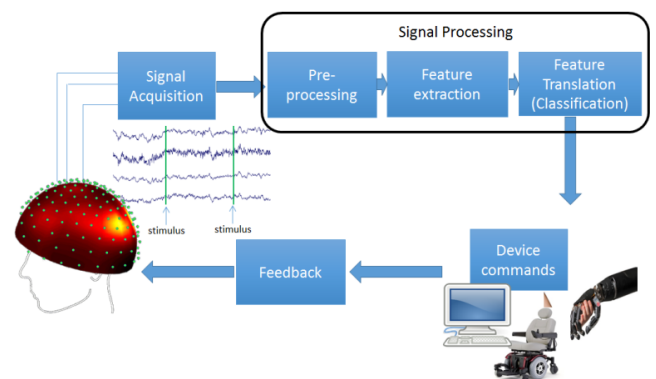 Signal Processing
Signal
Acquisition
Pre-
processing
Feature
extraction
Feature
Translation
(Classification)
stimulus
stimulus
Device
commands
Feedback